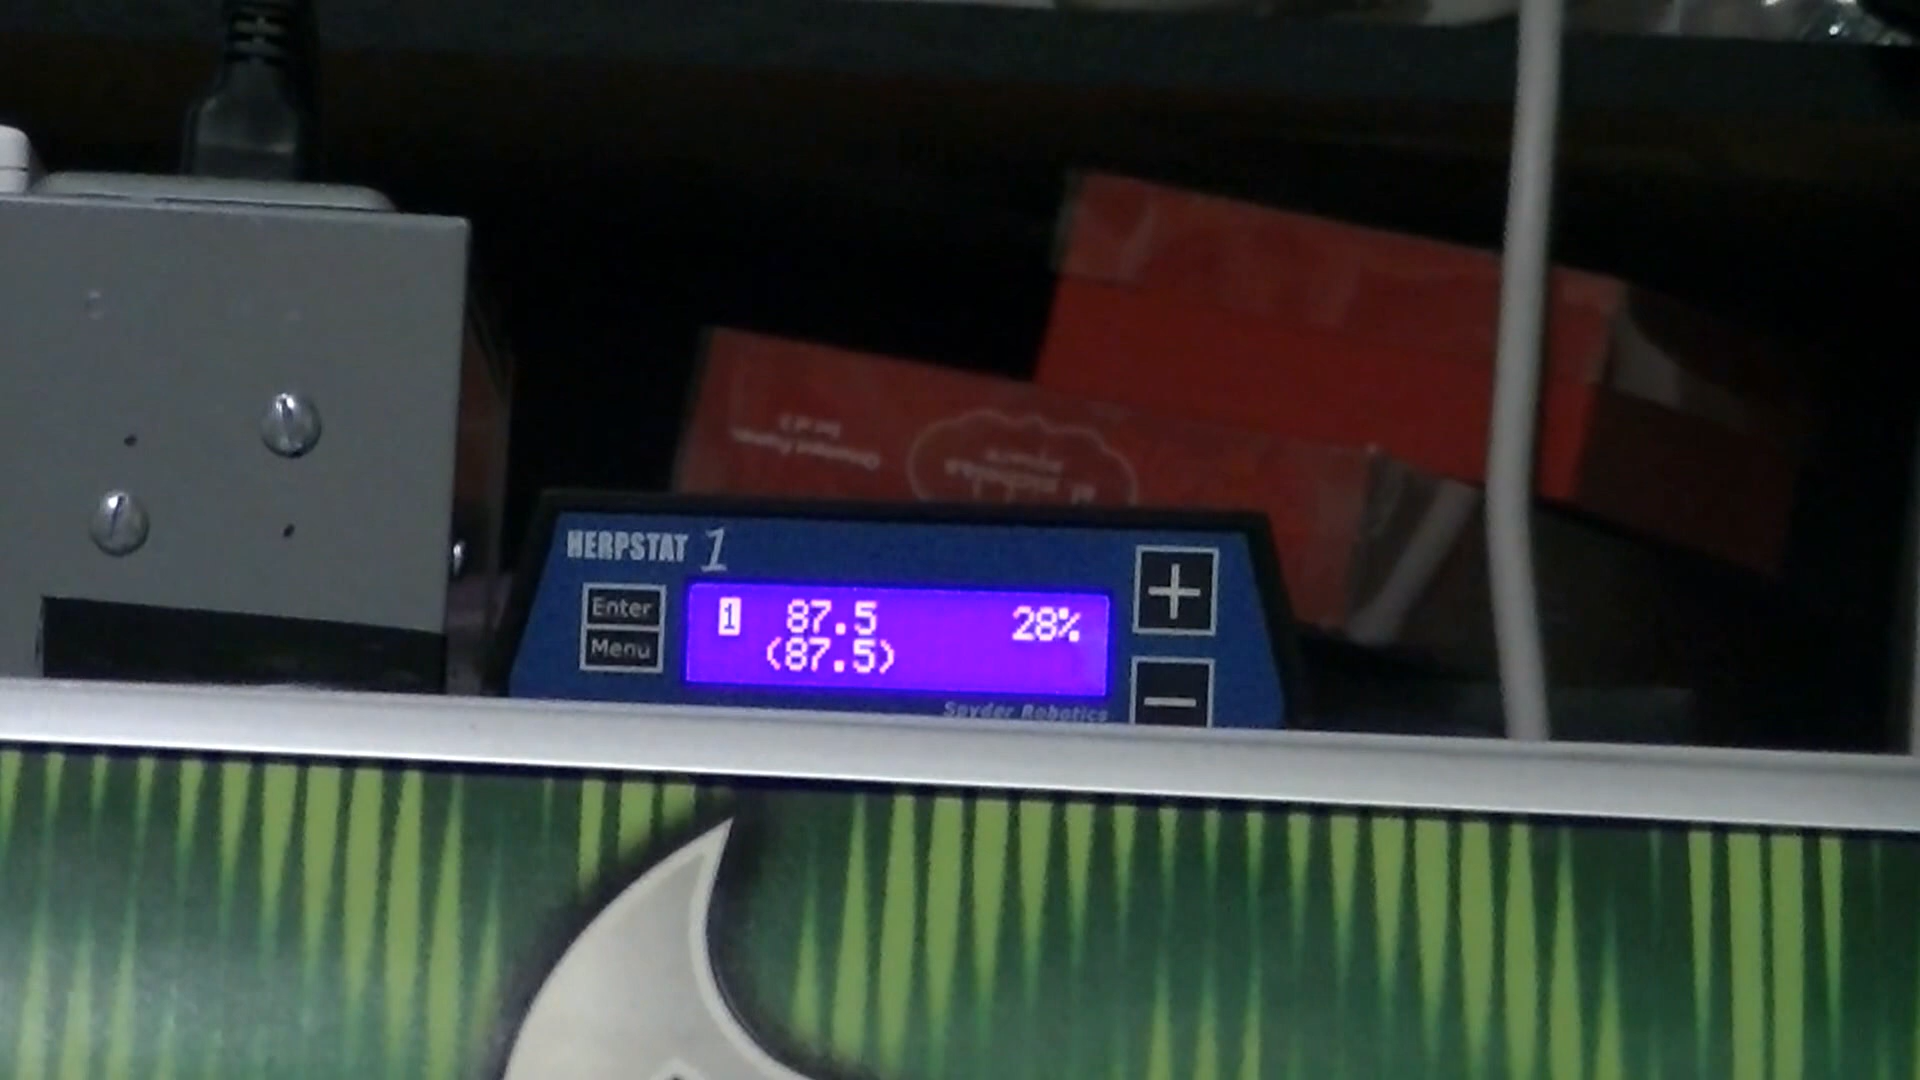 HERPSTAT 1
Enter
Menu
1 87.5 28%
(87.5)
+
−
Spyder Robotics